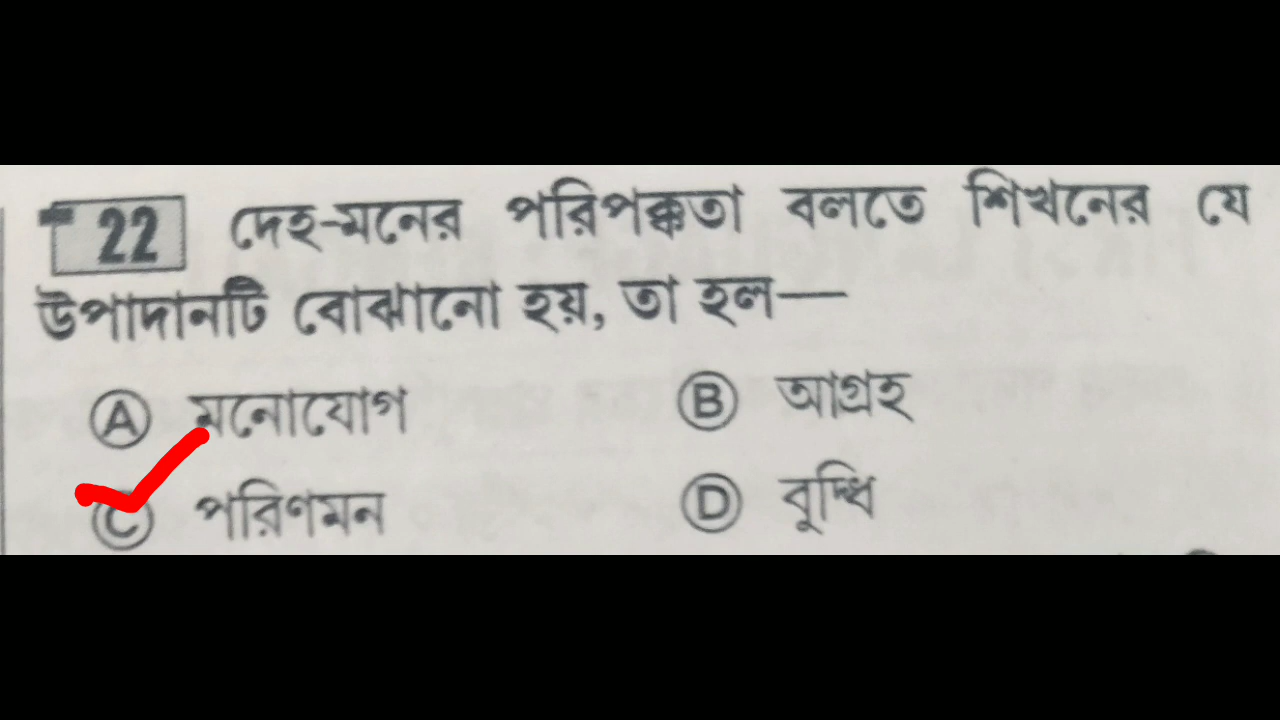 22 দেহ-মনের পরিপক্কতা বলতে শিখনের যে
উপাদানটি বোঝানো হয়, তা হল—
Ⓐ মনোযোগ Ⓑ আগ্রহ
Ⓒ পরিণমন Ⓓ বুদ্ধি